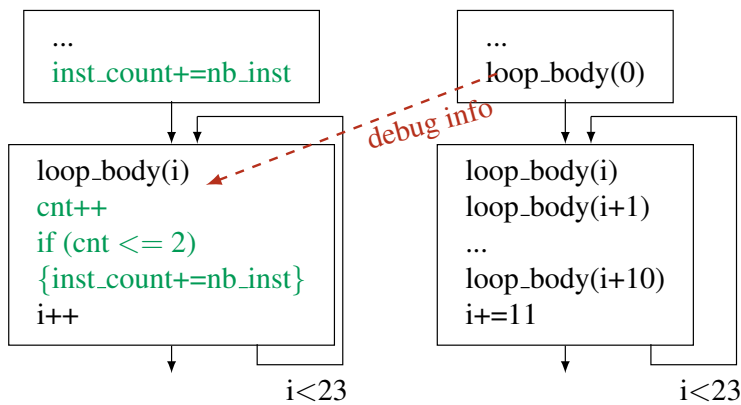 ...
inst_count+=nb_inst
loop_body(i)
cnt++
if (cnt <= 2)
{inst_count+=nb_inst}
i++
i<23
debug info
...
loop_body(0)
loop_body(i)
loop_body(i+1)
...
loop_body(i+10)
i+=11
i<23